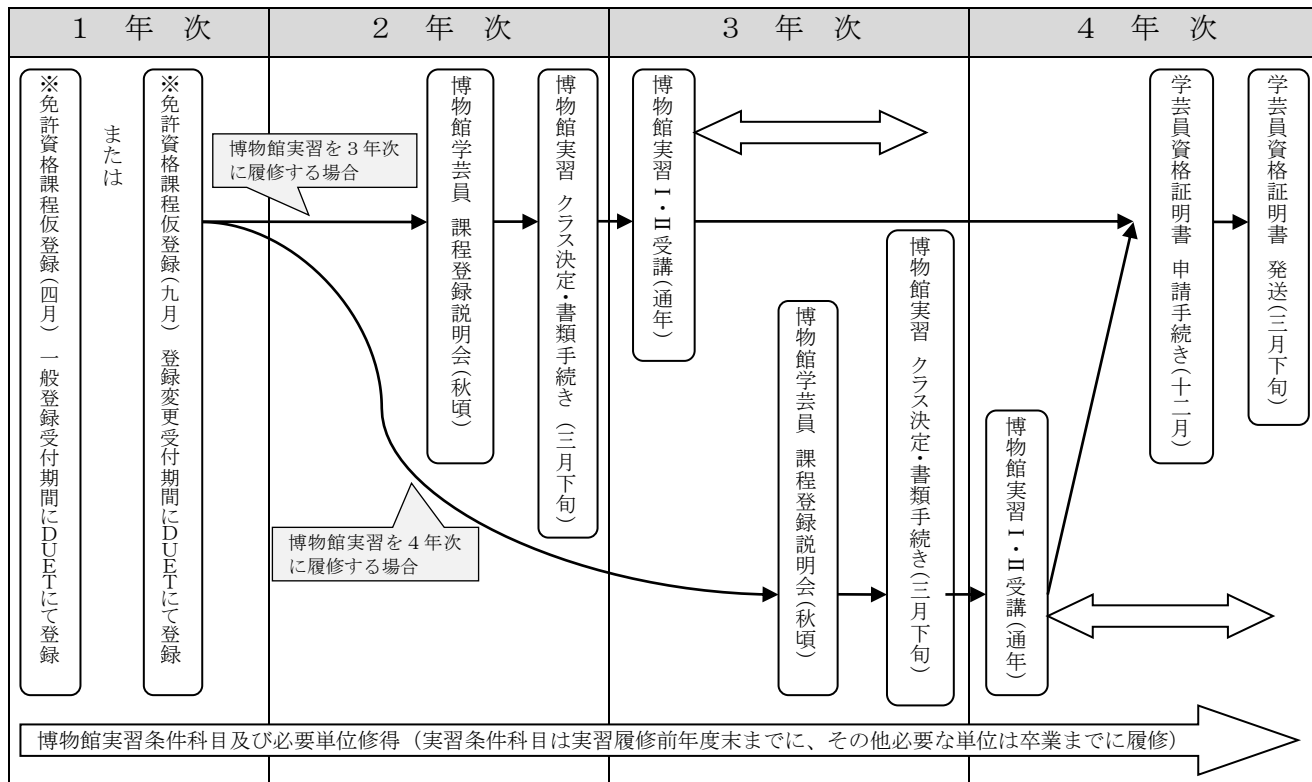 １　年　次
２　年　次
３　年　次
４　年　次
※免許資格課程仮登録（四月）　一般登録受付期間にＤＵＥＴにて登録
または
※免許資格課程仮登録（九月）　登録変更受付期間にＤＵＥＴにて登録
博物館実習を３年次
に履修する場合
博物館実習を４年次
に履修する場合
博物館学芸員　課程登録説明会（秋頃）
博物館実習　クラス決定・書類手続き（三月下旬）
博物館実習Ⅰ・Ⅱ受講（通年）
博物館学芸員　課程登録説明会（秋頃）
博物館実習　クラス決定・書類手続き（三月下旬）
博物館実習Ⅰ・Ⅱ受講（通年）
学芸員資格証明書　申請手続き（十二月）
学芸員資格証明書　発送（三月下旬）
博物館実習条件科目及び必要単位修得（実習条件科目は実習履修前年度末までに、その他必要な単位は卒業までに履修）